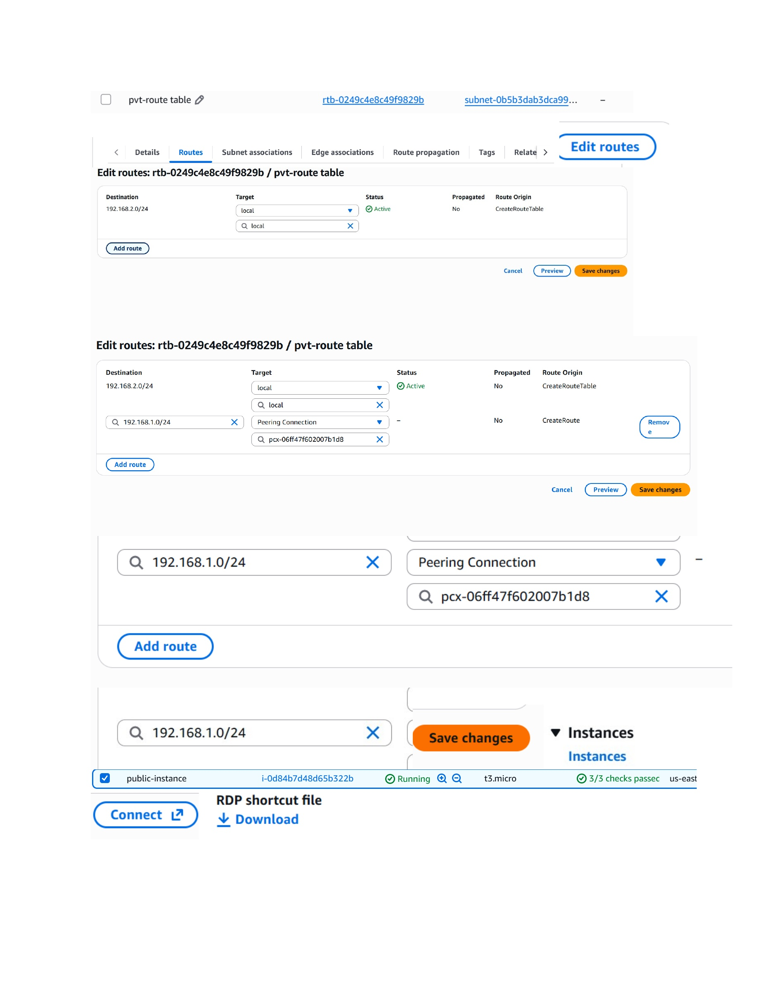 pvt-route table rtb-0249c4e8c49f9829b subnet-0b5b3dab3dca99... –
Edit routes
Details Routes Subnet associations Edge associations Route propagation Tags Relate
Edit routes: rtb-0249c4e8c49f9829b / pvt-route table
Destination Target Status Propagated Route Origin
192.168.2.0/24 local Active No CreateRouteTable
local
Add route
Cancel Preview Save changes
Edit routes: rtb-0249c4e8c49f9829b / pvt-route table
Destination Target Status Propagated Route Origin
192.168.2.0/24 local Active No CreateRouteTable
local
192.168.1.0/24 Peering Connection – No CreateRoute Remov
e
pcx-06ff47f602007b1d8
Add route
Cancel Preview Save changes
192.168.1.0/24 Peering Connection –
pcx-06ff47f602007b1d8
Add route
192.168.1.0/24 Save changes Instances
Instances
public-instance i-0d84b7d48d65b322b Running t3.micro 3/3 checks passec us-east
Connect RDP shortcut file
Download